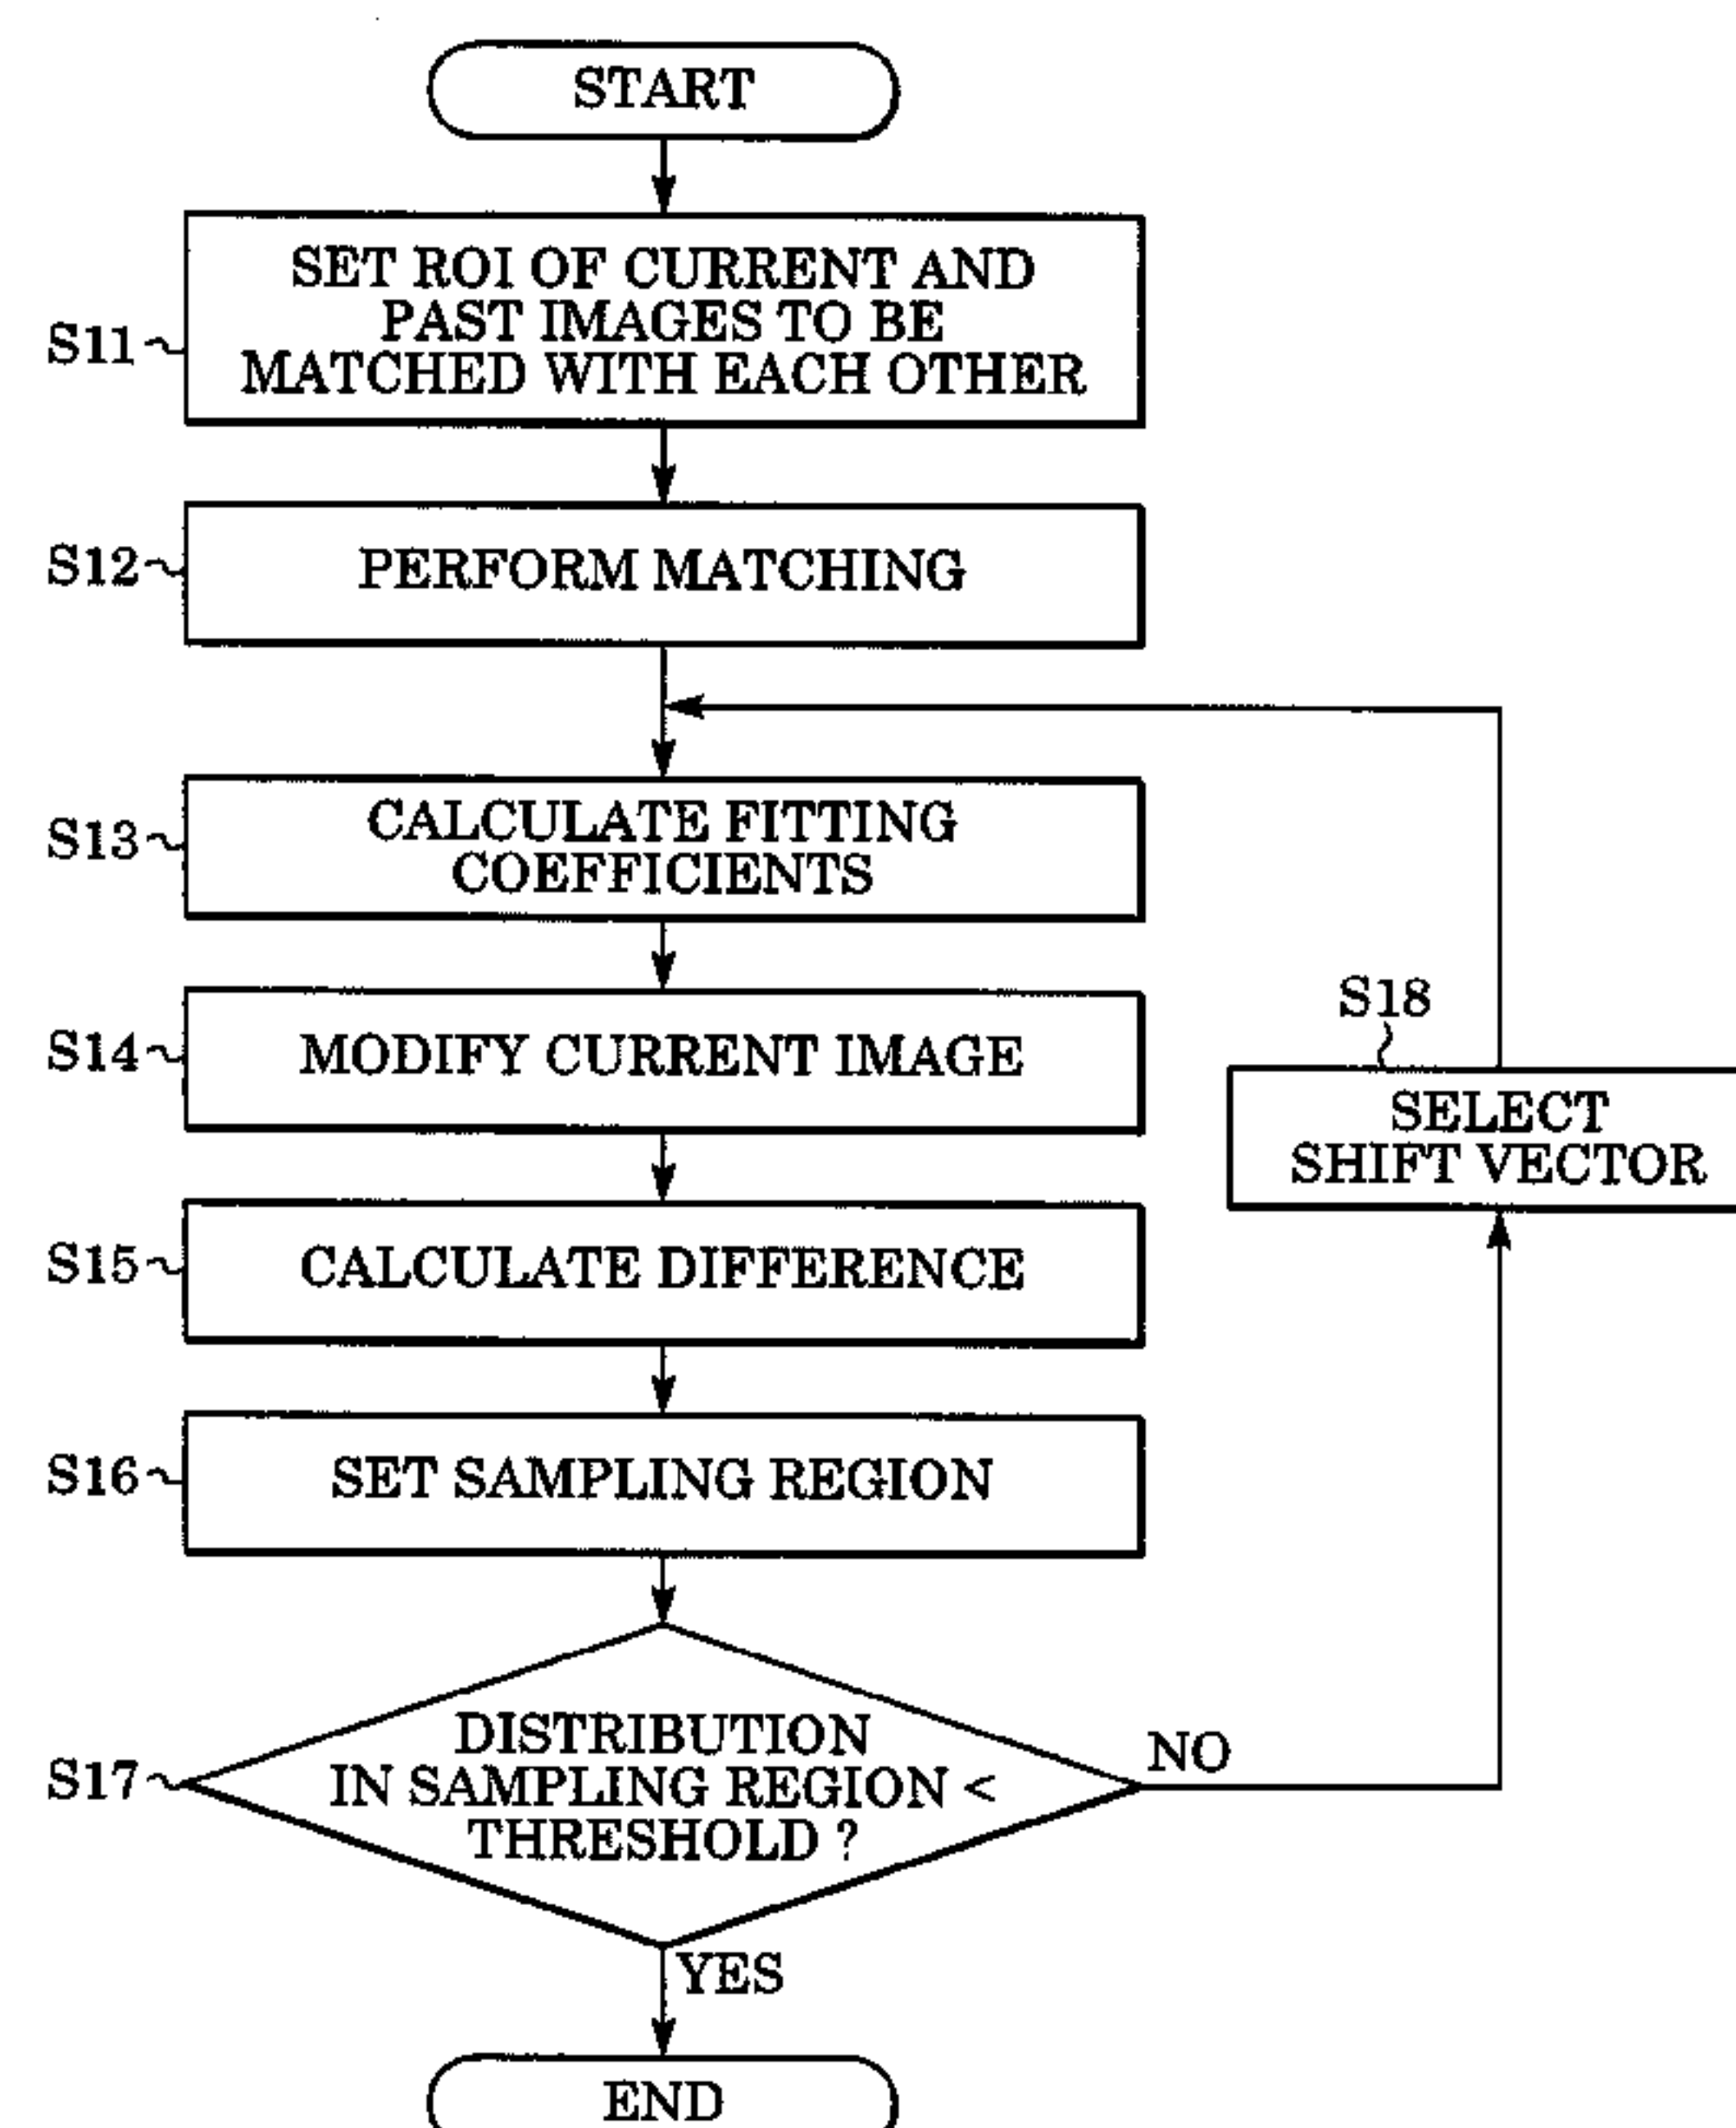 START
S11
SET ROI OF CURRENT AND
PAST IMAGES TO BE
MATCHED WITH EACH OTHER
S12
PERFORM MATCHING
S13
CALCULATE FITTING
COEFFICIENTS
S14
MODIFY CURRENT IMAGE
S18
SELECT
SHIFT VECTOR
S15
CALCULATE DIFFERENCE
S16
SET SAMPLING REGION
S17
DISTRIBUTION
IN SAMPLING REGION <
THRESHOLD ?
NO
YES
END